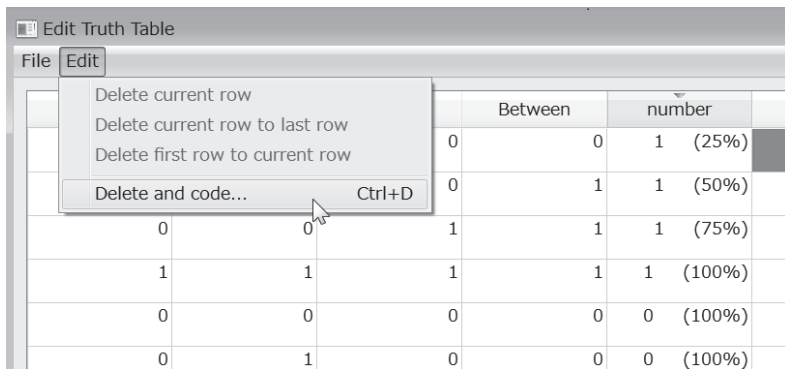 Edit Truth Table
File Edit
Delete current row
Delete current row to last row
Delete first row to current row
Delete and code... Ctrl+D
Between number
0 0 1 (25%)
0 1 1 (50%)
0 0 1 1 1 (75%)
1 1 1 1 1 (100%)
0 0 0 0 0 (100%)
0 1 0 0 0 (100%)